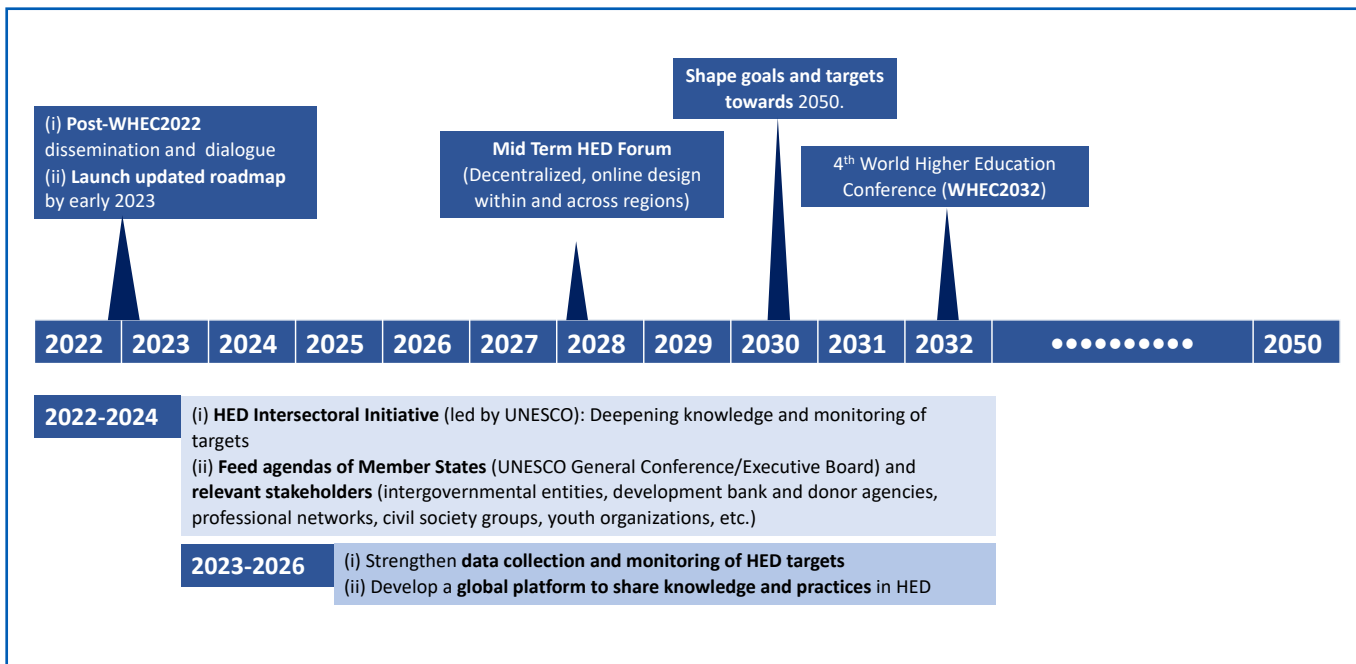 Shape goals and targets
towards 2050.
(i) Post-WHEC2022
dissemination and dialogue
(ii) Launch updated roadmap
by early 2023
Mid Term HED Forum
(Decentralized, online design
within and across regions)
4th World Higher Education
Conference (WHEC2032)
2022 2023 2024 2025 2026 2027 2028 2029 2030 2031 2032 •••••••••• 2050
2022-2024
(i) HED Intersectoral Initiative (led by UNESCO): Deepening knowledge and monitoring of
targets
(ii) Feed agendas of Member States (UNESCO General Conference/Executive Board) and
relevant stakeholders (intergovernmental entities, development bank and donor agencies,
professional networks, civil society groups, youth organizations, etc.)
2023-2026
(i) Strengthen data collection and monitoring of HED targets
(ii) Develop a global platform to share knowledge and practices in HED